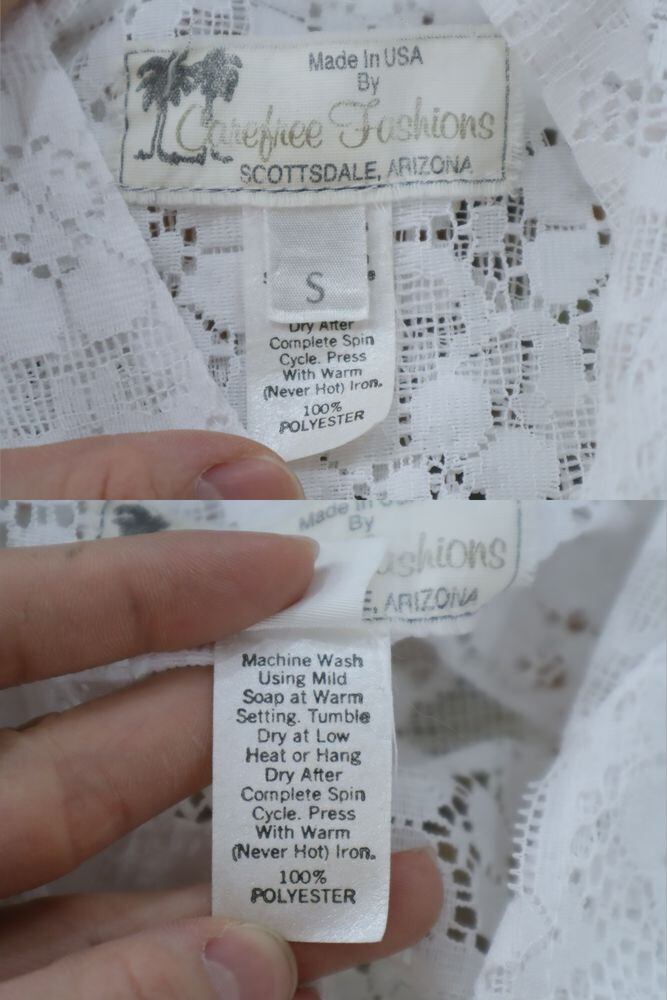 Made In USA
By
Carefree Fashions
SCOTTSDALE, ARIZONA
S
Dry After
Complete Spin
Cycle. Press
With Warm
(Never Hot) Iron.
100%
POLYESTER
Made In
By
ashions
E, ARIZONA
Machine Wash
Using Mild
Soap at Warm
Setting. Tumble
Dry at Low
Heat or Hang
Dry After
Complete Spin
Cycle. Press
With Warm
(Never Hot) Iron.
100%
POLYESTER